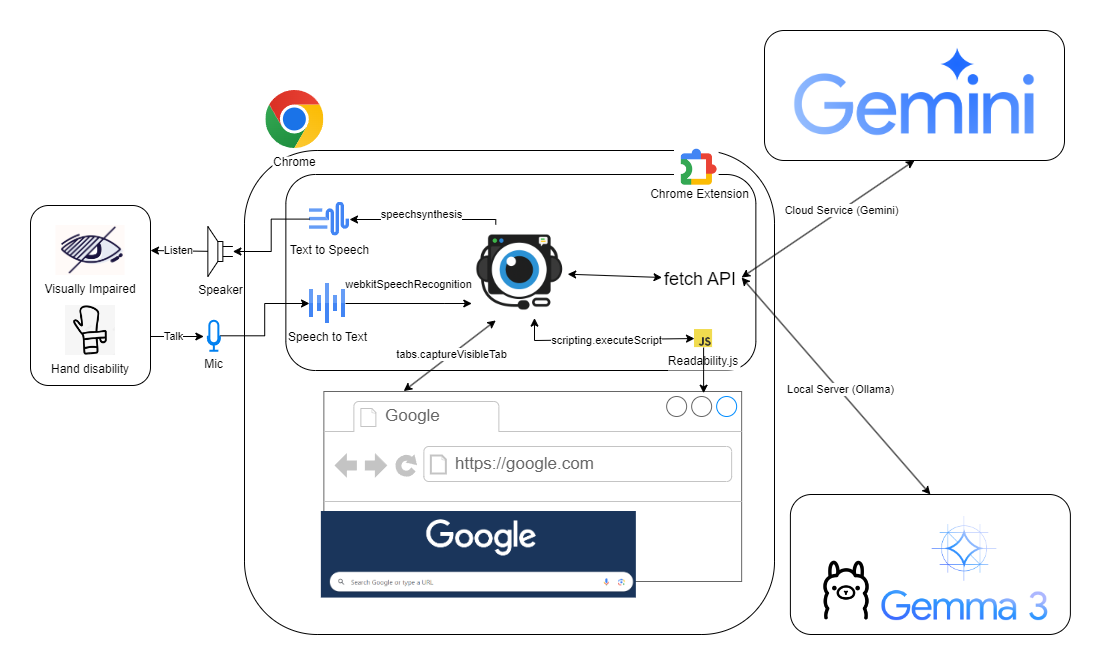 Gemini
Chrome
Chrome Extension
Cloud Service (Gemini)
speechsynthesis
Text to Speech
Listen
Speaker
Visually Impaired
webkitSpeechRecognition
fetch API
Speech to Text
Talk
Mic
Hand disability
scripting.executeScript
JS
tabs.captureVisibleTab
Readability.js
Local Server (Ollama)
Google
https://google.com
Google
Search Google or type a URL
Gemma 3